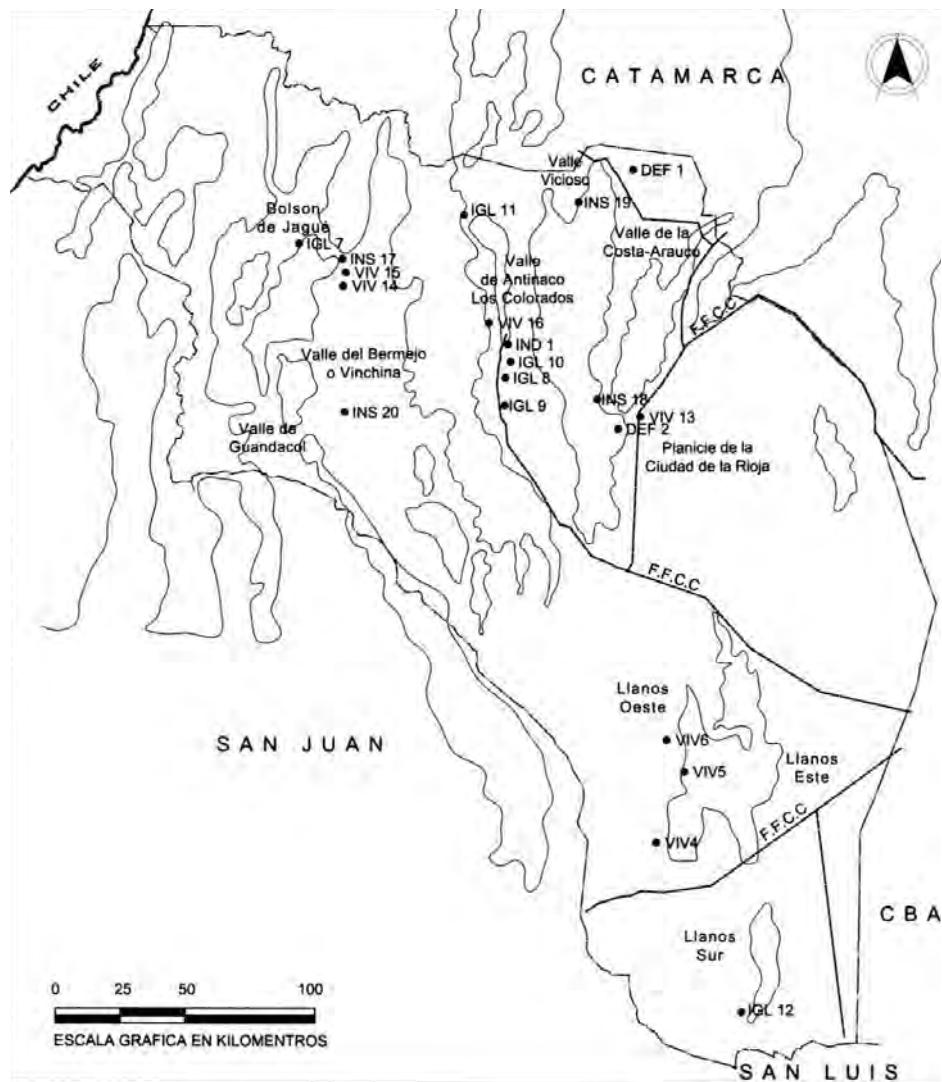 CHILE
CATAMARCA
Valle
Vicioso
DEF 1
INS 19
Bolson
de Jagué
IGL 11
IGL 7
Valle de la
Costa-Arauco
INS 17
VIV 15
VIV 14
Valle
de Antinaco
Los Colorados
F.F.C.C
VIV 16
IND 1
Valle del Bermejo
o Vinchina
IGL 10
IGL 8
INS 20
IGL 9
INS 18
VIV 13
DEF 2
Valle de
Guandacol
Planicie de la
Ciudad de la Rioja
F.F.C.C
Llanos
Oeste
SAN JUAN
VIV6
Llanos
Este
VIV5
F.F.C.C
VIV4
CBA
Llanos
Sur
0 25 50 100
IGL 12
ESCALA GRAFICA EN KILOMENTROS
SAN LUIS